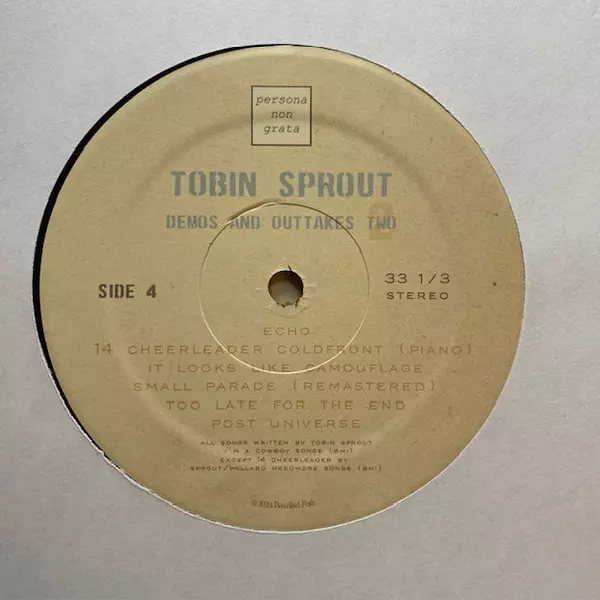 persona
non
grata
TOBIN SPROUT
DEMOS AND OUTTAKES TWO
2
SIDE 4
33 1/3
STEREO
ECHO
14 CHEERLEADER COLDFRONT (PIANO)
IT LOOKS LIKE CAMOUFLAGE
SMALL PARADE (REMASTERED)
TOO LATE FOR THE END
POST UNIVERSE
ALL SONGS WRITTEN BY TOBIN SPROUT
I'M A COWBOY SONGS (BMI)
EXCEPT 14 CHEERLEADER BY
SPROUT/POLLARD NEEDMORE SONGS (BMI)